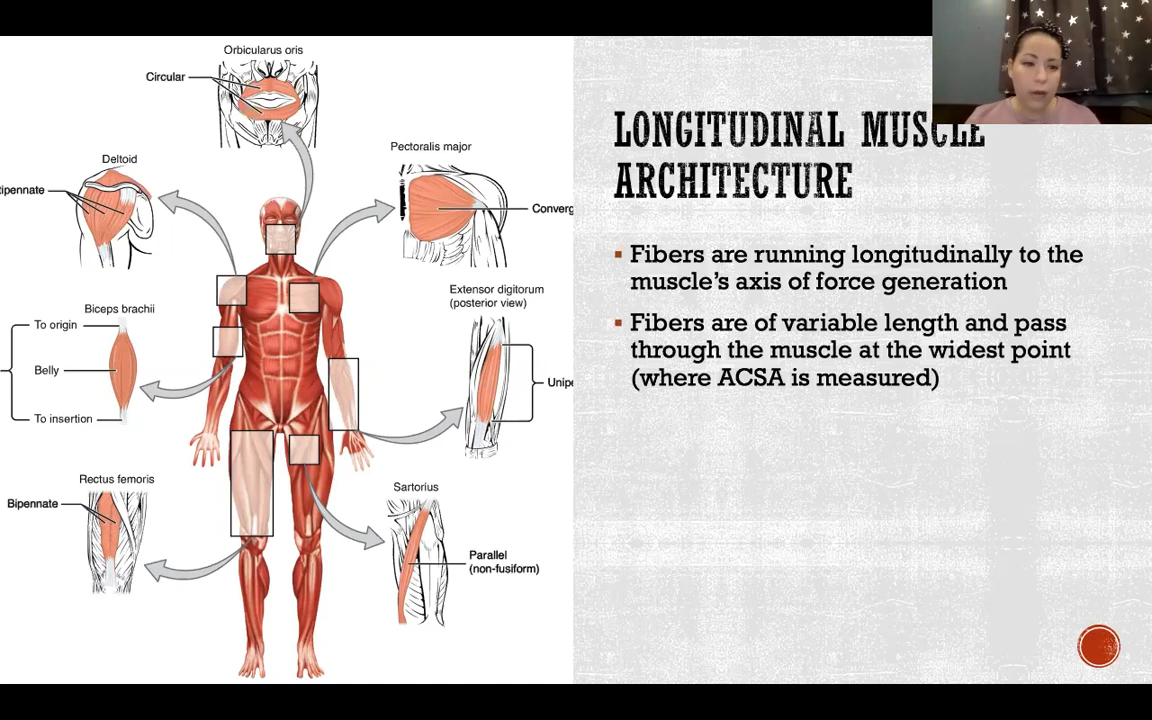 Orbicularus oris
Circular
Pectoralis major
Deltoid
tipennate
Converg
Extensor digitorum
(posterior view)
Biceps brachii
To origin
Belly
To insertion
Unipe
Rectus femoris
Bipennate
Sartorius
Parallel
(non-fusiform)
LONGITUDINAL MUSCLE
ARCHITECTURE
▪ Fibers are running longitudinally to the
muscle’s axis of force generation
▪ Fibers are of variable length and pass
through the muscle at the widest point
(where ACSA is measured)